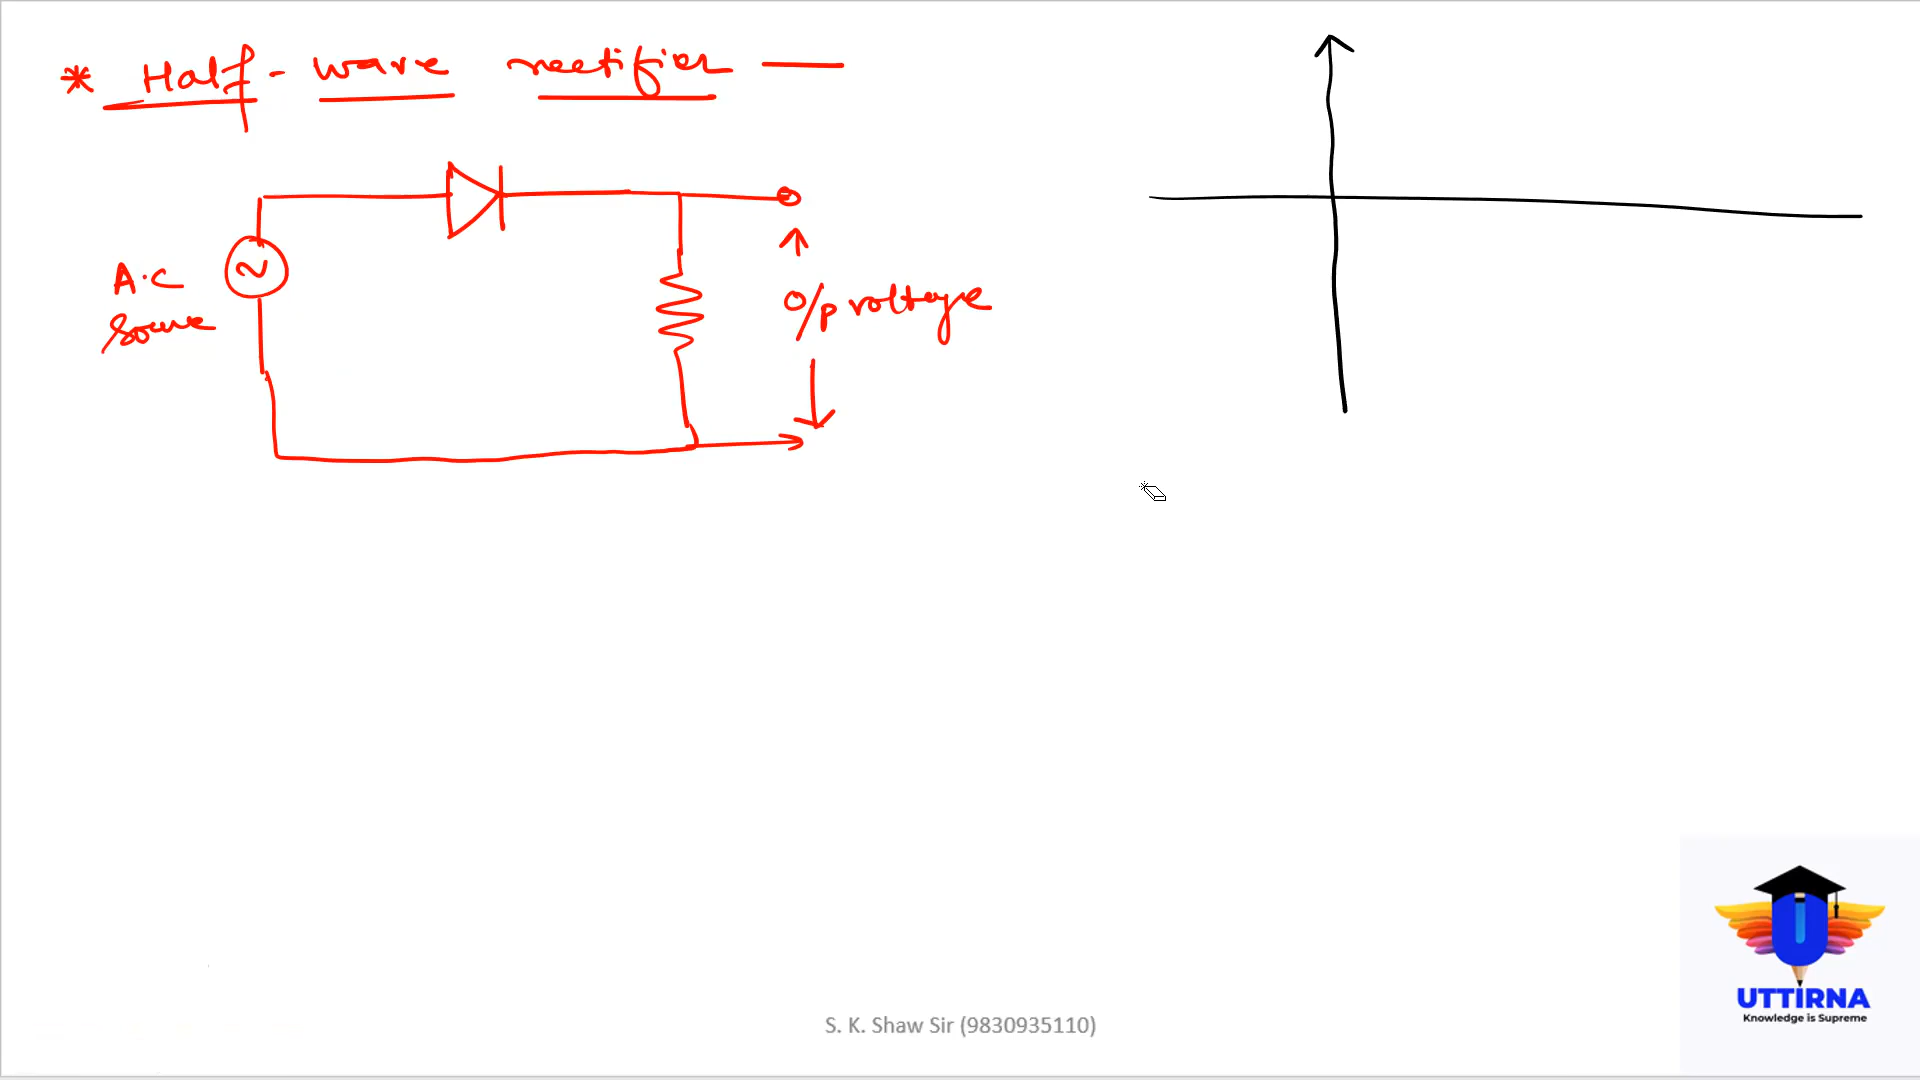 * Half-wave rectifier —
A.C
Source
O/p voltage
UTTIRNA
Knowledge is Supreme
S. K. Shaw Sir (9830935110)